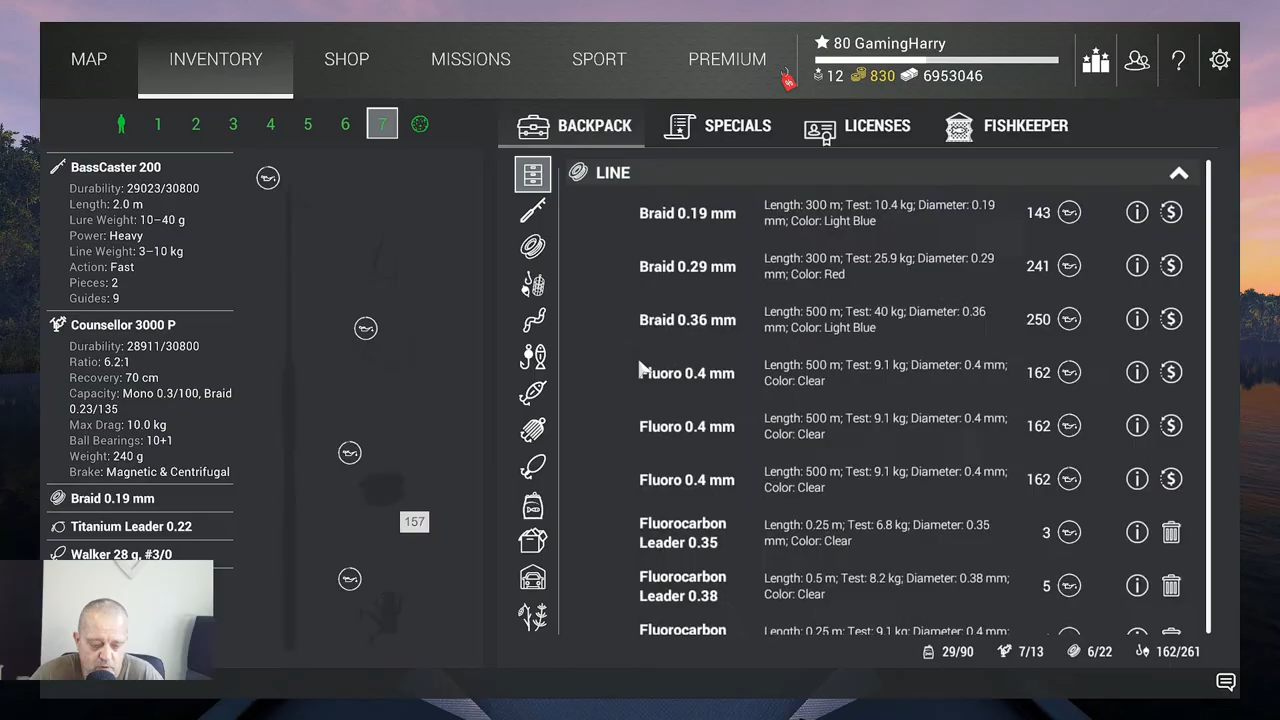 MAP
INVENTORY
SHOP
MISSIONS
SPORT
PREMIUM
80 GamingHarry
12 830 6953046
1 2 3 4 5 6 7
BassCaster 200
Durability: 29023/30800
Length: 2.0 m
Lure Weight: 10–40 g
Power: Heavy
Line Weight: 3–10 kg
Action: Fast
Pieces: 2
Guides: 9
Counsellor 3000 P
Durability: 28911/30800
Ratio: 6.2:1
Recovery: 70 cm
Capacity: Mono 0.3/100, Braid
0.23/135
Max Drag: 10.0 kg
Ball Bearings: 10+1
Weight: 240 g
Brake: Magnetic & Centrifugal
Braid 0.19 mm
Titanium Leader 0.22
Walker 28 g, #3/0
157
BACKPACK
SPECIALS
LICENSES
FISHKEEPER
LINE
Braid 0.19 mm
Length: 300 m; Test: 10.4 kg; Diameter: 0.19
mm; Color: Light Blue
143
Braid 0.29 mm
Length: 300 m; Test: 25.9 kg; Diameter: 0.29
mm; Color: Red
241
Braid 0.36 mm
Length: 500 m; Test: 40 kg; Diameter: 0.36
mm; Color: Light Blue
250
Fluoro 0.4 mm
Length: 500 m; Test: 9.1 kg; Diameter: 0.4 mm;
Color: Clear
162
Fluoro 0.4 mm
Length: 500 m; Test: 9.1 kg; Diameter: 0.4 mm;
Color: Clear
162
Fluoro 0.4 mm
Length: 500 m; Test: 9.1 kg; Diameter: 0.4 mm;
Color: Clear
162
Fluorocarbon
Leader 0.35
Length: 0.25 m; Test: 6.8 kg; Diameter: 0.35
mm; Color: Clear
3
Fluorocarbon
Leader 0.38
Length: 0.5 m; Test: 8.2 kg; Diameter: 0.38 mm;
Color: Clear
5
Fluorocarbon
Length: 0.25 m; Test: 9.1 kg; Diameter: 0.4 mm;
29/90 7/13 6/22 162/261